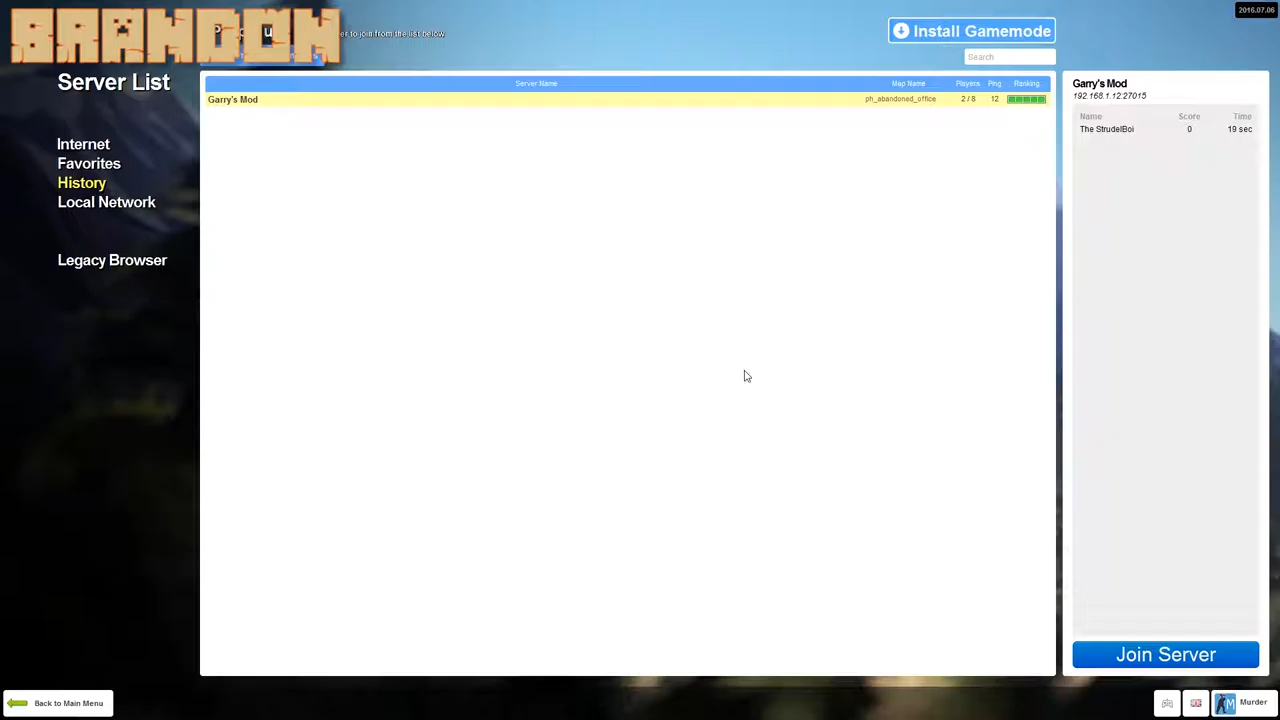 BRANDON
2016.07.06
er to join from the list below
Install Gamemode
Search
Server List
Internet
Favorites
History
Local Network
Legacy Browser
Server Name Map Name Players Ping Ranking
Garry's Mod ph_abandoned_office 2 / 8 12
Garry's Mod
192.168.1.12:27015
Name Score Time
The StrudelBoi 0 19 sec
Join Server
Back to Main Menu
Murder